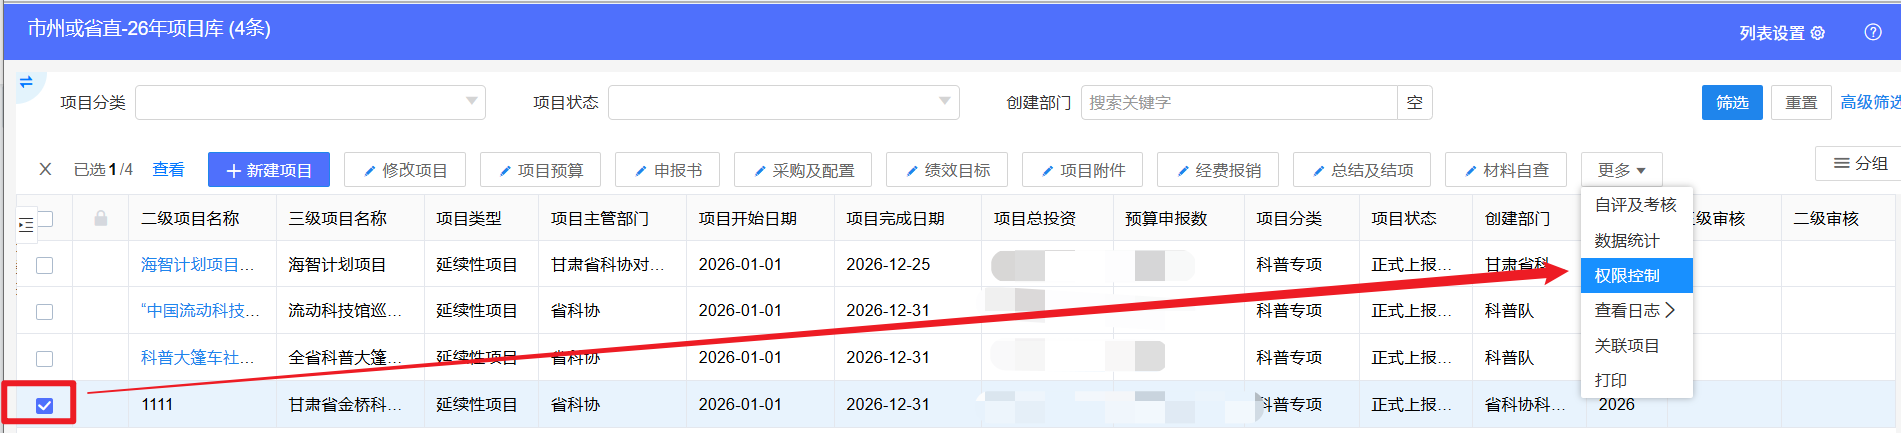 市州或省直-26年项目库 (4条)
列表设置
项目分类
项目状态
创建部门 搜索关键字 空
筛选 重置 高级筛选
X 已选 1/4 查看 + 新建项目 修改项目 项目预算 申报书 采购及配置 绩效目标 项目附件 经费报销 总结及结项 材料自查 更多
分组
二级项目名称 三级项目名称 项目类型 项目主管部门 项目开始日期 项目完成日期 项目总投资 预算申报数 项目分类 项目状态 创建部门 级审核 二级审核
海智计划项目... 海智计划项目 延续性项目 甘肃省科协对... 2026-01-01 2026-12-25 科普专项 正式上报... 甘肃省科
“中国流动科技... 流动科技馆巡... 延续性项目 省科协 2026-01-01 2026-12-31 科普专项 正式上报... 科普队
科普大篷车社... 全省科普大篷... 延续性项目 省科协 2026-01-01 2026-12-31 科普专项 正式上报... 科普队
1111 甘肃省金桥科... 延续性项目 省科协 2026-01-01 2026-12-31 科普专项 正式上报... 省科协科... 2026
自评及考核
数据统计
权限控制
查看日志
关联项目
打印